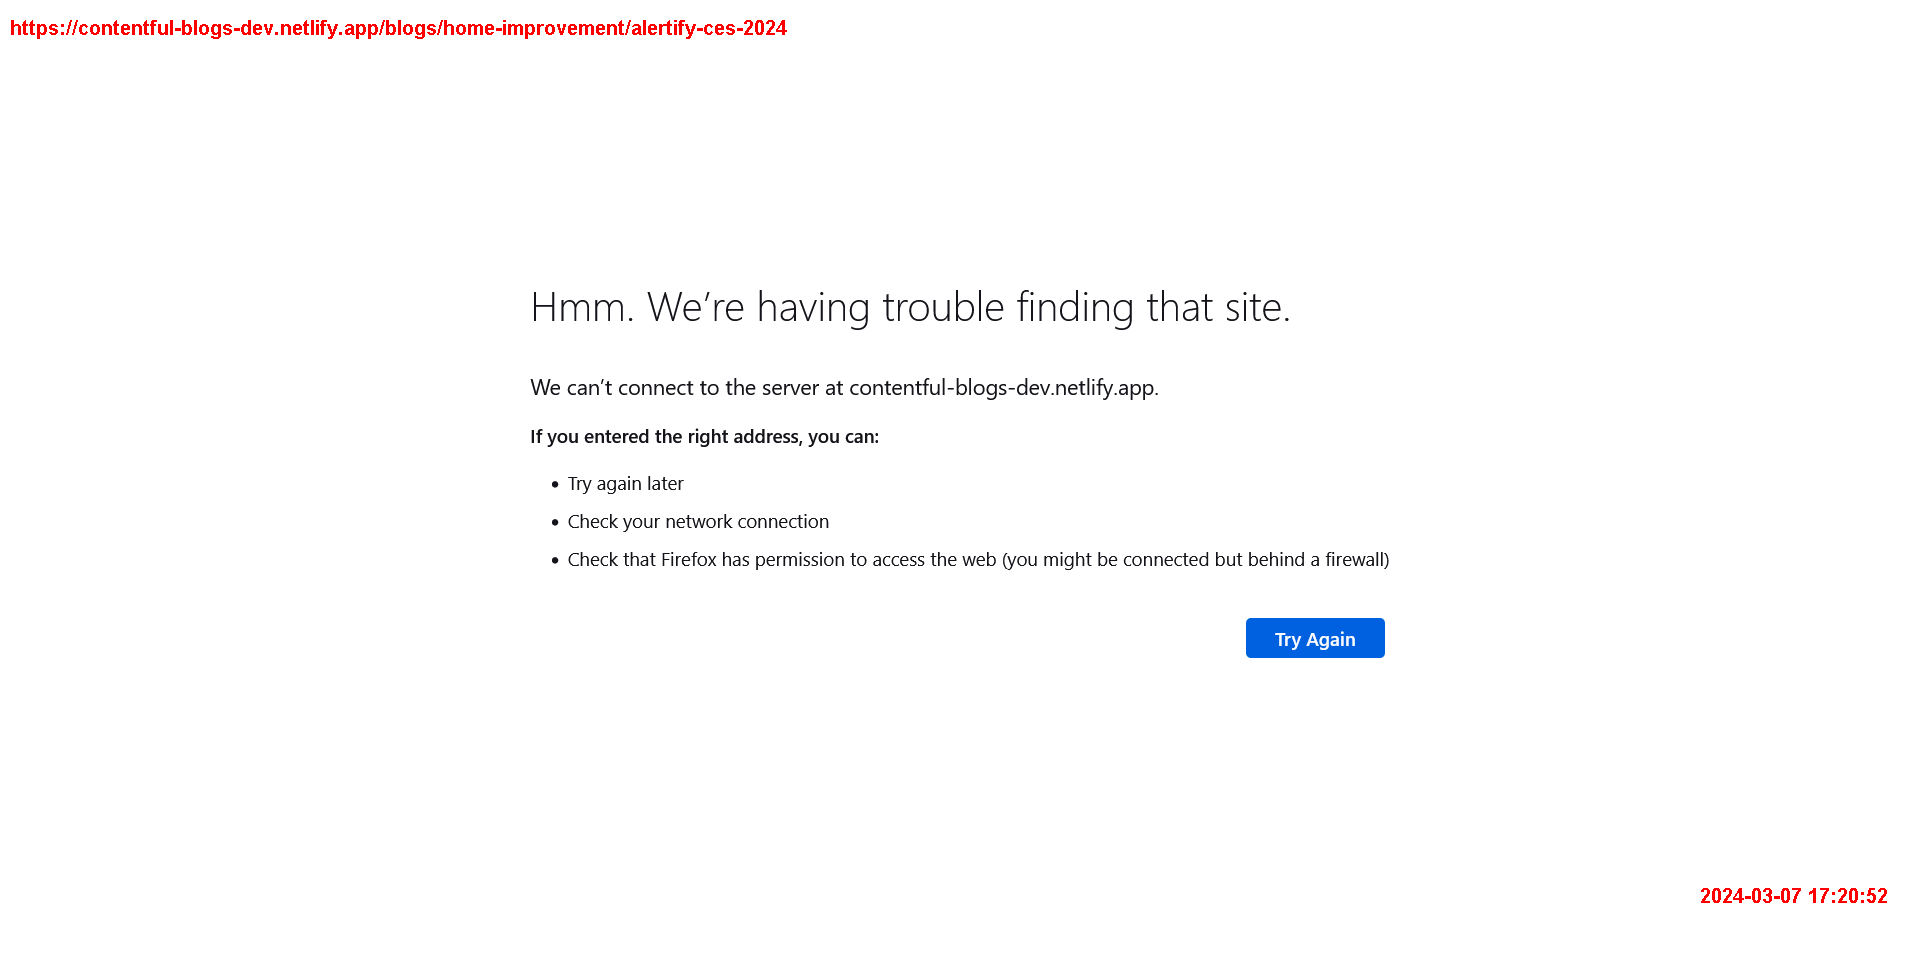 https://contentful-blogs-dev.netlify.app/blogs/home-improvement/alertify-ces-2024
Hmm. We’re having trouble finding that site.
We can’t connect to the server at contentful-blogs-dev.netlify.app.
If you entered the right address, you can:
• Try again later
• Check your network connection
• Check that Firefox has permission to access the web (you might be connected but behind a firewall)
Try Again
2024-03-07 17:20:52